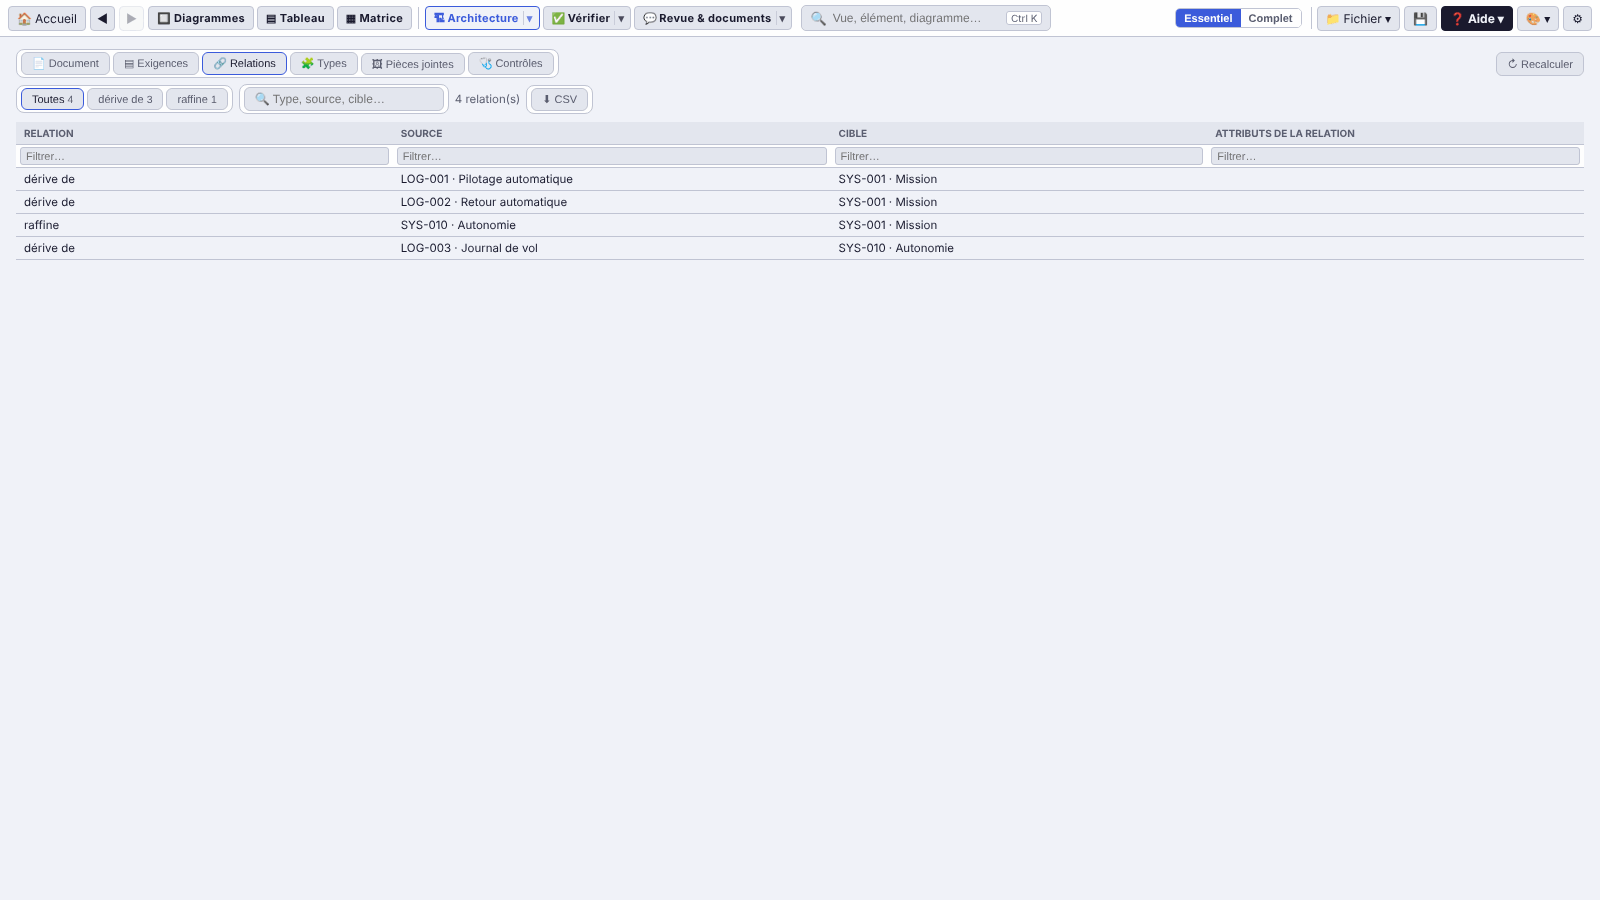 🏠 Accueil ◀ ▶ 🔲 Diagrammes ▤ Tableau ▦ Matrice 🏗 Architecture ▾ ✅ Vérifier ▾ 💬 Revue & documents ▾ 🔍 Vue, élément, diagramme… Ctrl K Essentiel Complet 📁 Fichier ▾ 💾 ❓ Aide ▾ 🎨 ▾ ⚙
📄 Document ▤ Exigences 🔗 Relations 🧩 Types 🖼 Pièces jointes 🩺 Contrôles ↻ Recalculer
Toutes 4 dérive de 3 raffine 1 🔍 Type, source, cible… 4 relation(s) ⬇ CSV
RELATION SOURCE CIBLE ATTRIBUTS DE LA RELATION
Filtrer… Filtrer… Filtrer… Filtrer…
dérive de LOG-001 · Pilotage automatique SYS-001 · Mission
dérive de LOG-002 · Retour automatique SYS-001 · Mission
raffine SYS-010 · Autonomie SYS-001 · Mission
dérive de LOG-003 · Journal de vol SYS-010 · Autonomie